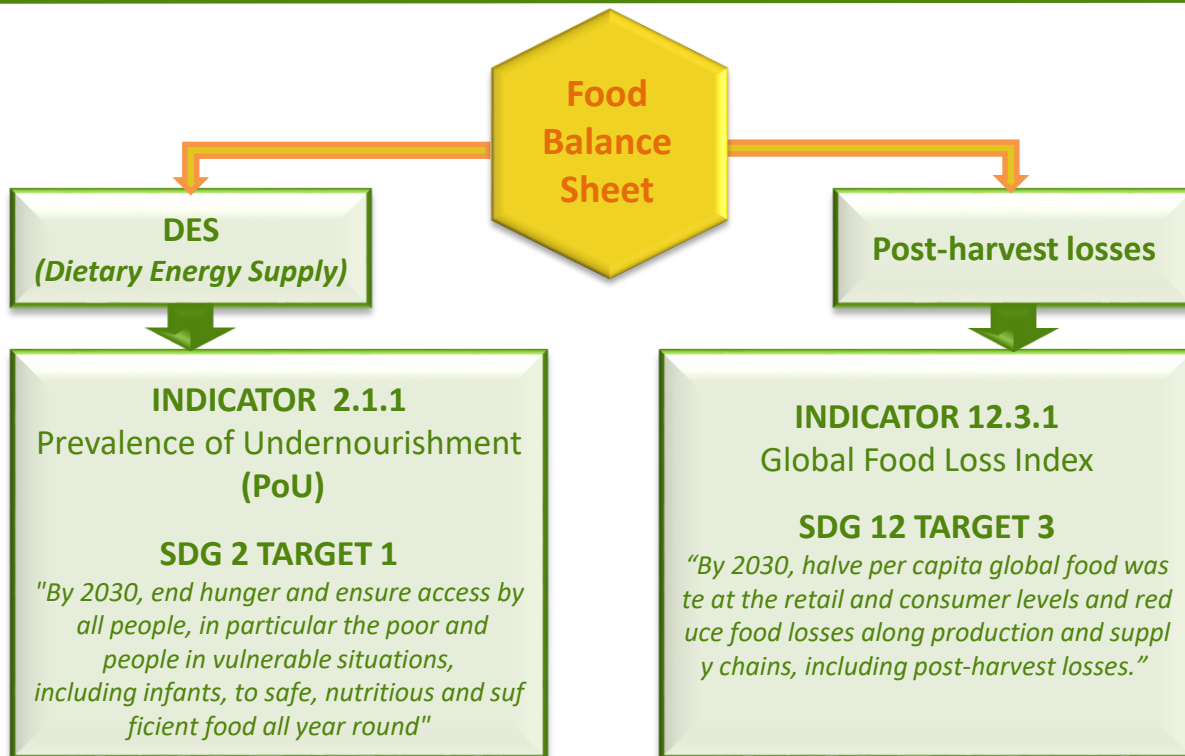 Food
Balance
Sheet
DES
(Dietary Energy Supply)
Post-harvest losses
INDICATOR 2.1.1
Prevalence of Undernourishment
(PoU)
SDG 2 TARGET 1
"By 2030, end hunger and ensure access by
all people, in particular the poor and
people in vulnerable situations,
including infants, to safe, nutritious and suf
ficient food all year round"
INDICATOR 12.3.1
Global Food Loss Index
SDG 12 TARGET 3
“By 2030, halve per capita global food was
te at the retail and consumer levels and red
uce food losses along production and suppl
y chains, including post-harvest losses.”